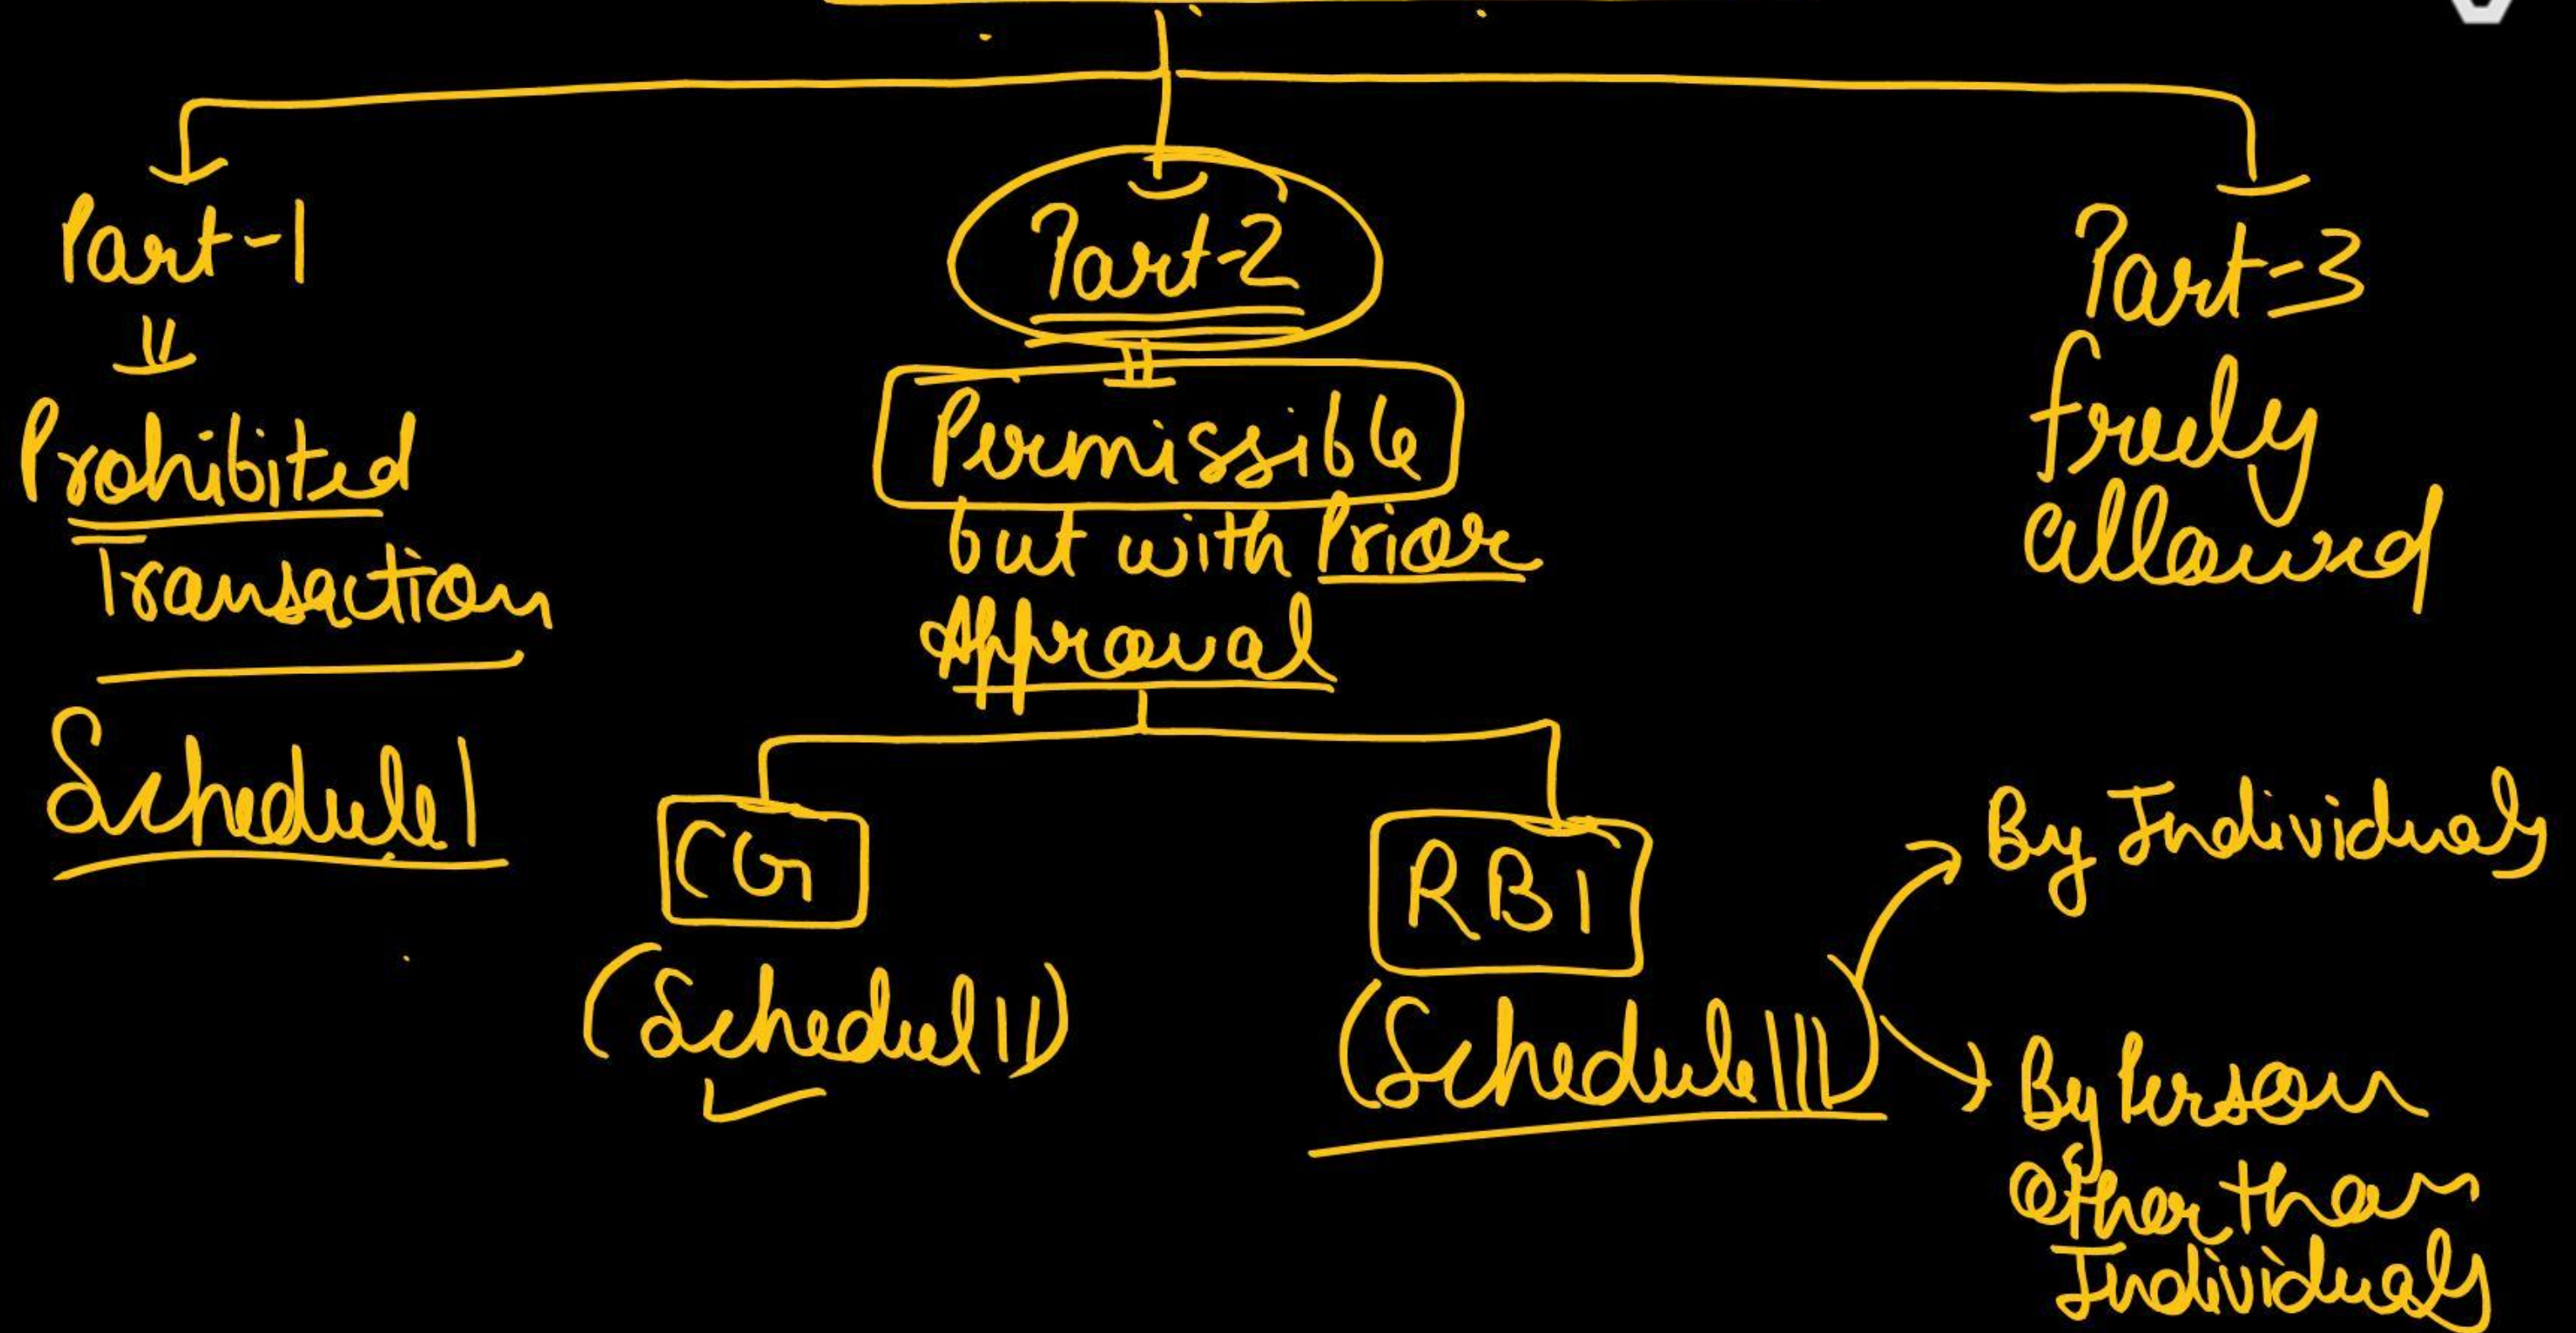 Part-1
Prohibited
Transaction
Schedule I
Part-2
Permissible
but with Prior
Approval
CG
(Schedul II)
RBI
(Schedule III)
By Individuals
By Person
other than
Individuals
Part-3
freely
allowed